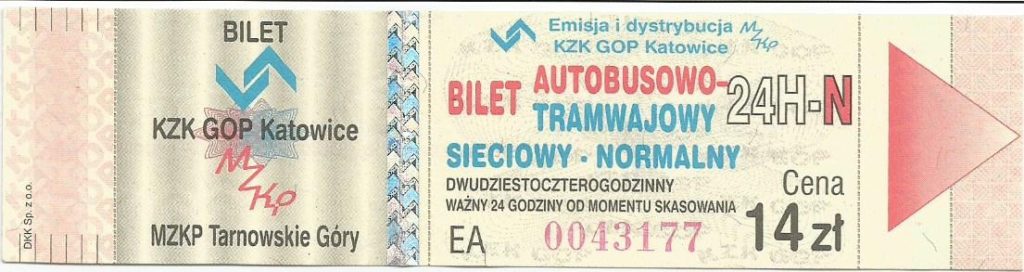 DKK Sp. z o.o.
BILET
KZK GOP Katowice
MZKP
MZKP Tarnowskie Góry
Emisja i dystrybucja MZKP
KZK GOP Katowice
BILET AUTOBUSOWO-
TRAMWAJOWY 24H-N
SIECIOWY · NORMALNY
DWUDZIESTOCZTEROGODZINNY
WAŻNY 24 GODZINY OD MOMENTU SKASOWANIA
Cena
EA 0043177 14 zł